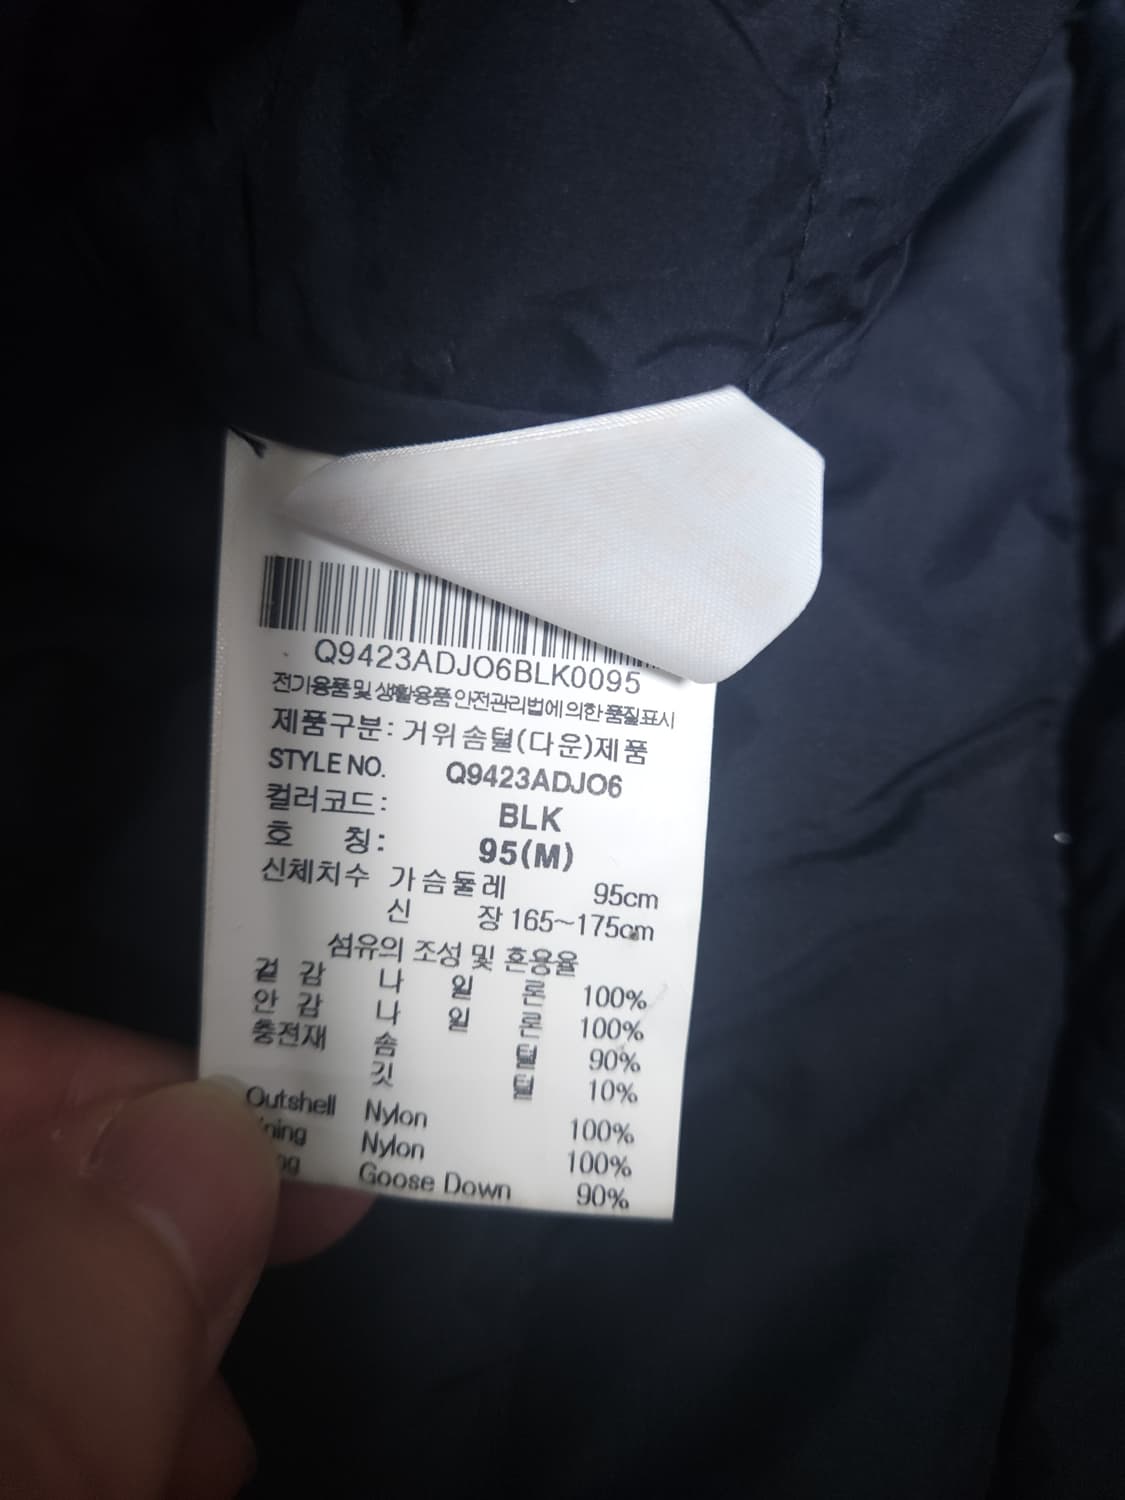 Q9423ADJO6BLK0095
전기용품 및 생활용품 안전관리법에 의한 품질표시
제품구분: 거위솜털(다운)제품
STYLE NO. Q9423ADJO6
컬러코드: BLK
호 칭: 95(M)
신체치수 가슴둘레 95cm
신 장 165~175cm
섬유의 조성 및 혼용율
겉 감 나 일 론 100%
안 감 나 일 론 100%
충전재 솜 털 90%
깃 털 10%
Outshell Nylon 100%
Nylon 100%
Goose Down 90%